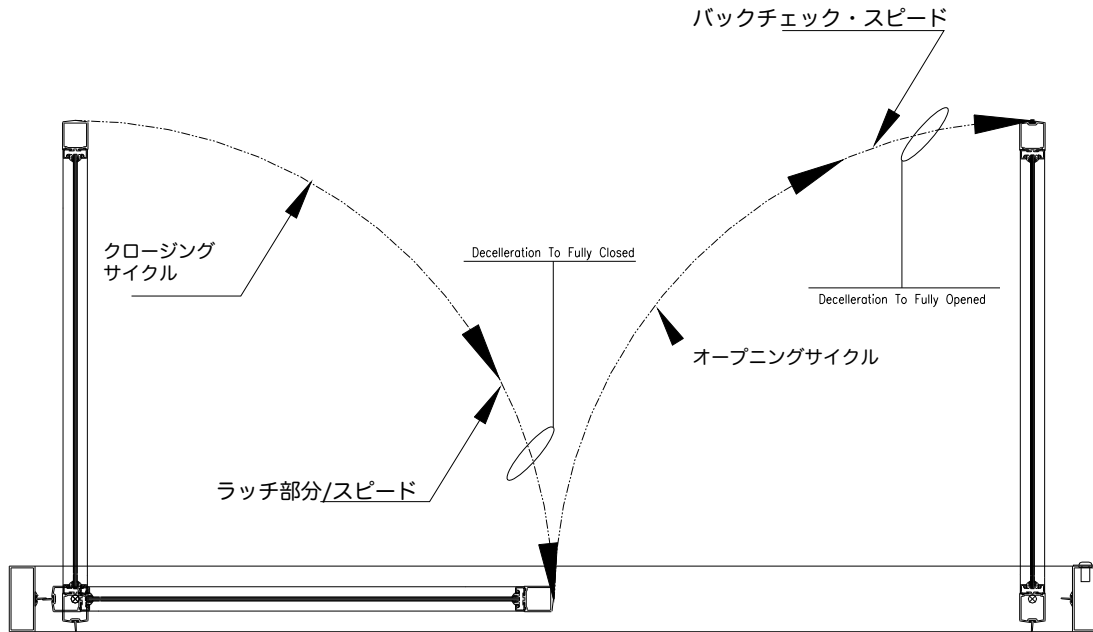 バックチェック・スピード
クロージング
サイクル
Decelleration To Fully Closed
Decelleration To Fully Opened
オープニングサイクル
ラッチ部分/スピード